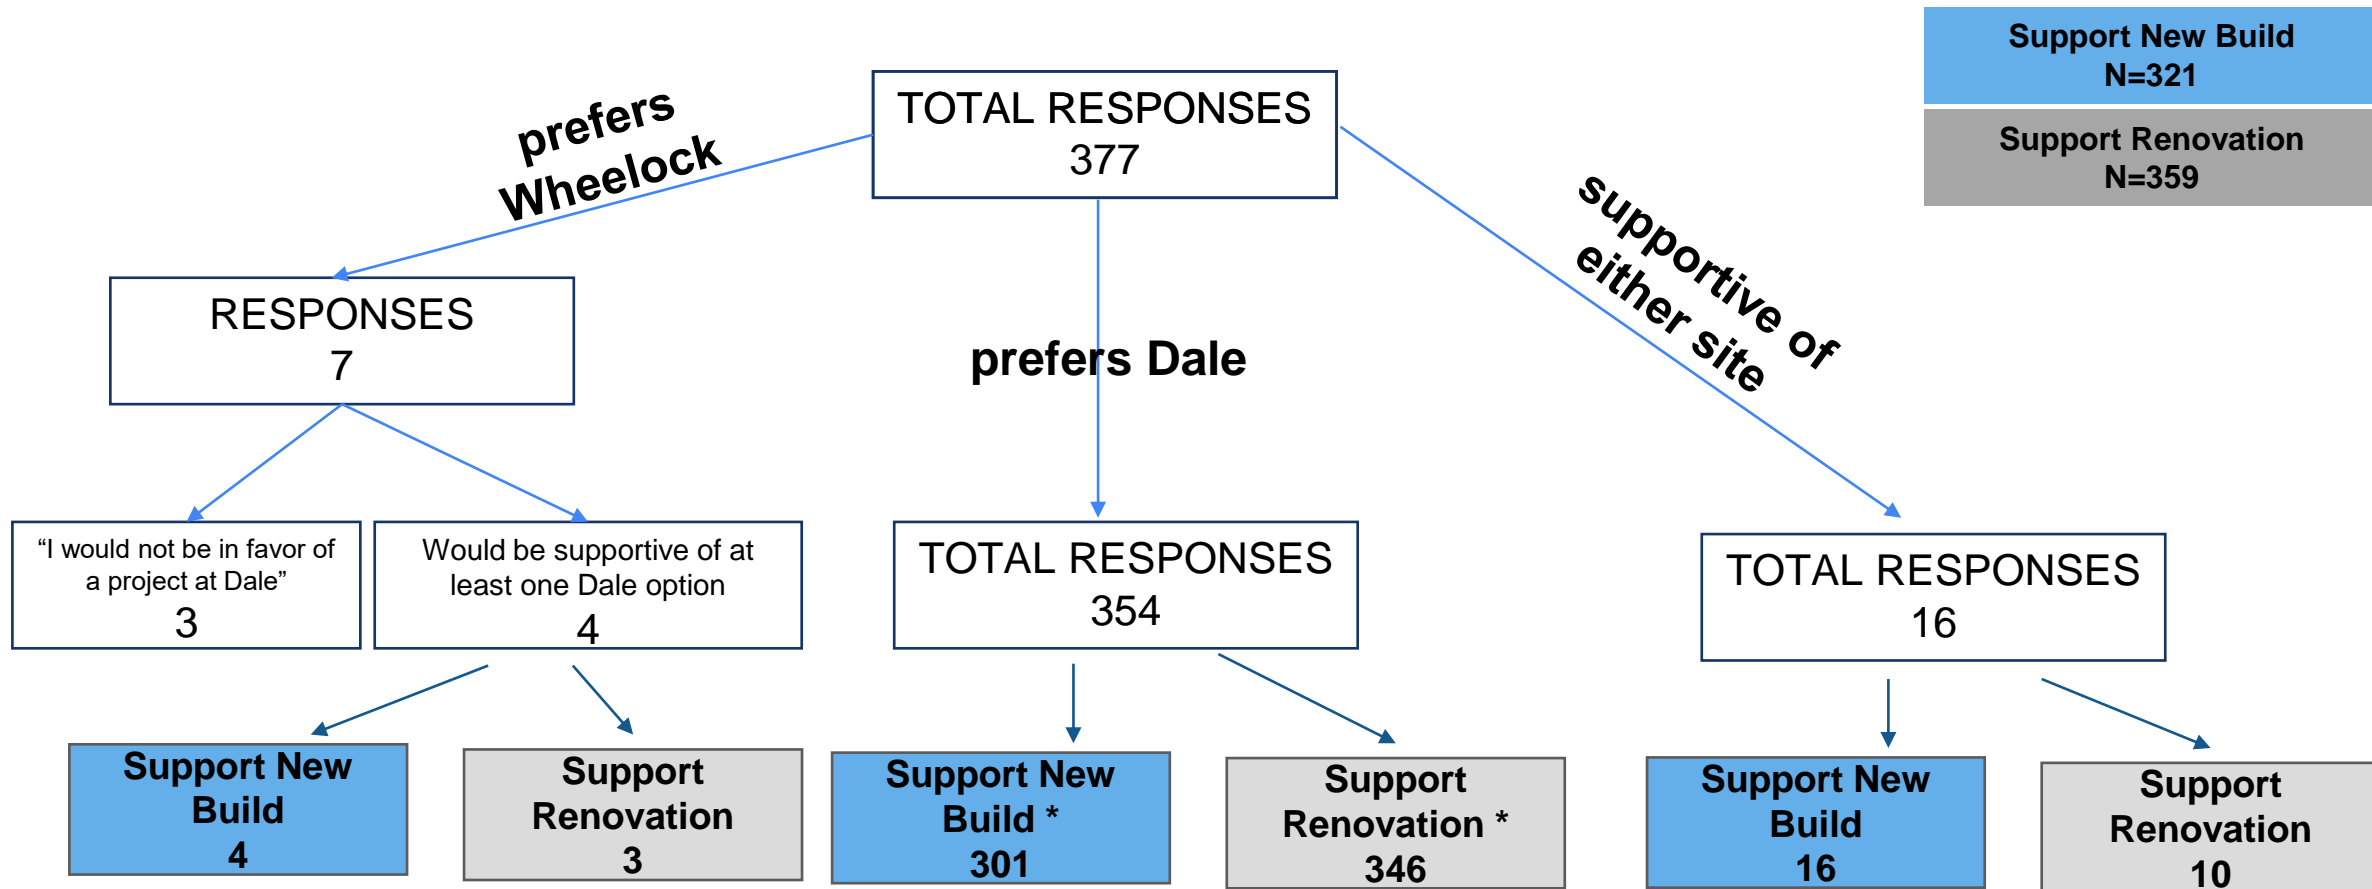 Support New Build
N=321
Support Renovation
N=359
TOTAL RESPONSES
377
prefers
Wheelock
prefers Dale
supportive of
either site
RESPONSES
7
“I would not be in favor of
a project at Dale”
3
Would be supportive of at
least one Dale option
4
TOTAL RESPONSES
354
TOTAL RESPONSES
16
Support New
Build
4
Support
Renovation
3
Support New
Build *
301
Support
Renovation *
346
Support New
Build
16
Support
Renovation
10